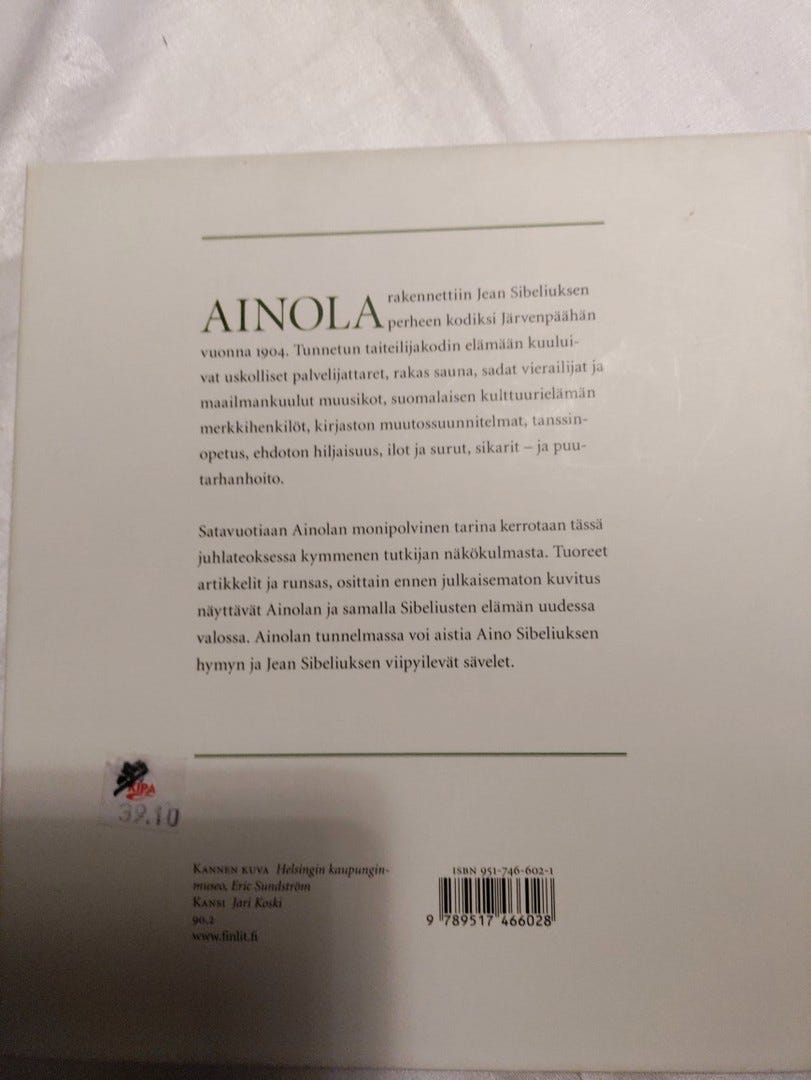 AINOLA rakennettiin Jean Sibeliuksen
perheen kodiksi Järvenpäähän
vuonna 1904. Tunnetun taiteilijakodin elämään kuului-
vat uskolliset palvelijattaret, rakas sauna, sadat vierailijat ja
maailmankuulut muusikot, suomalaisen kulttuurielämän
merkkihenkilöt, kirjaston muutossuunnitelmat, tanssin-
opetus, ehdoton hiljaisuus, ilot ja surut, sikarit – ja puu-
tarhanhoito.
Satavuotiaan Ainolan monipolvinen tarina kerrotaan tässä
juhlateoksessa kymmenen tutkijan näkökulmasta. Tuoreet
artikkelit ja runsas, osittain ennen julkaisematon kuvitus
näyttävät Ainolan ja samalla Sibeliusten elämän uudessa
valossa. Ainolan tunnelmassa voi aistia Aino Sibeliuksen
hymyn ja Jean Sibeliuksen viipyilevät sävelet.
KIPA
39.10
KANNEN KUVA Helsingin kaupungin-
museo, Eric Sundström
KANSI Jari Koski
90.2
www.finlit.fi
ISBN 951-746-602-1
9 789517 466028